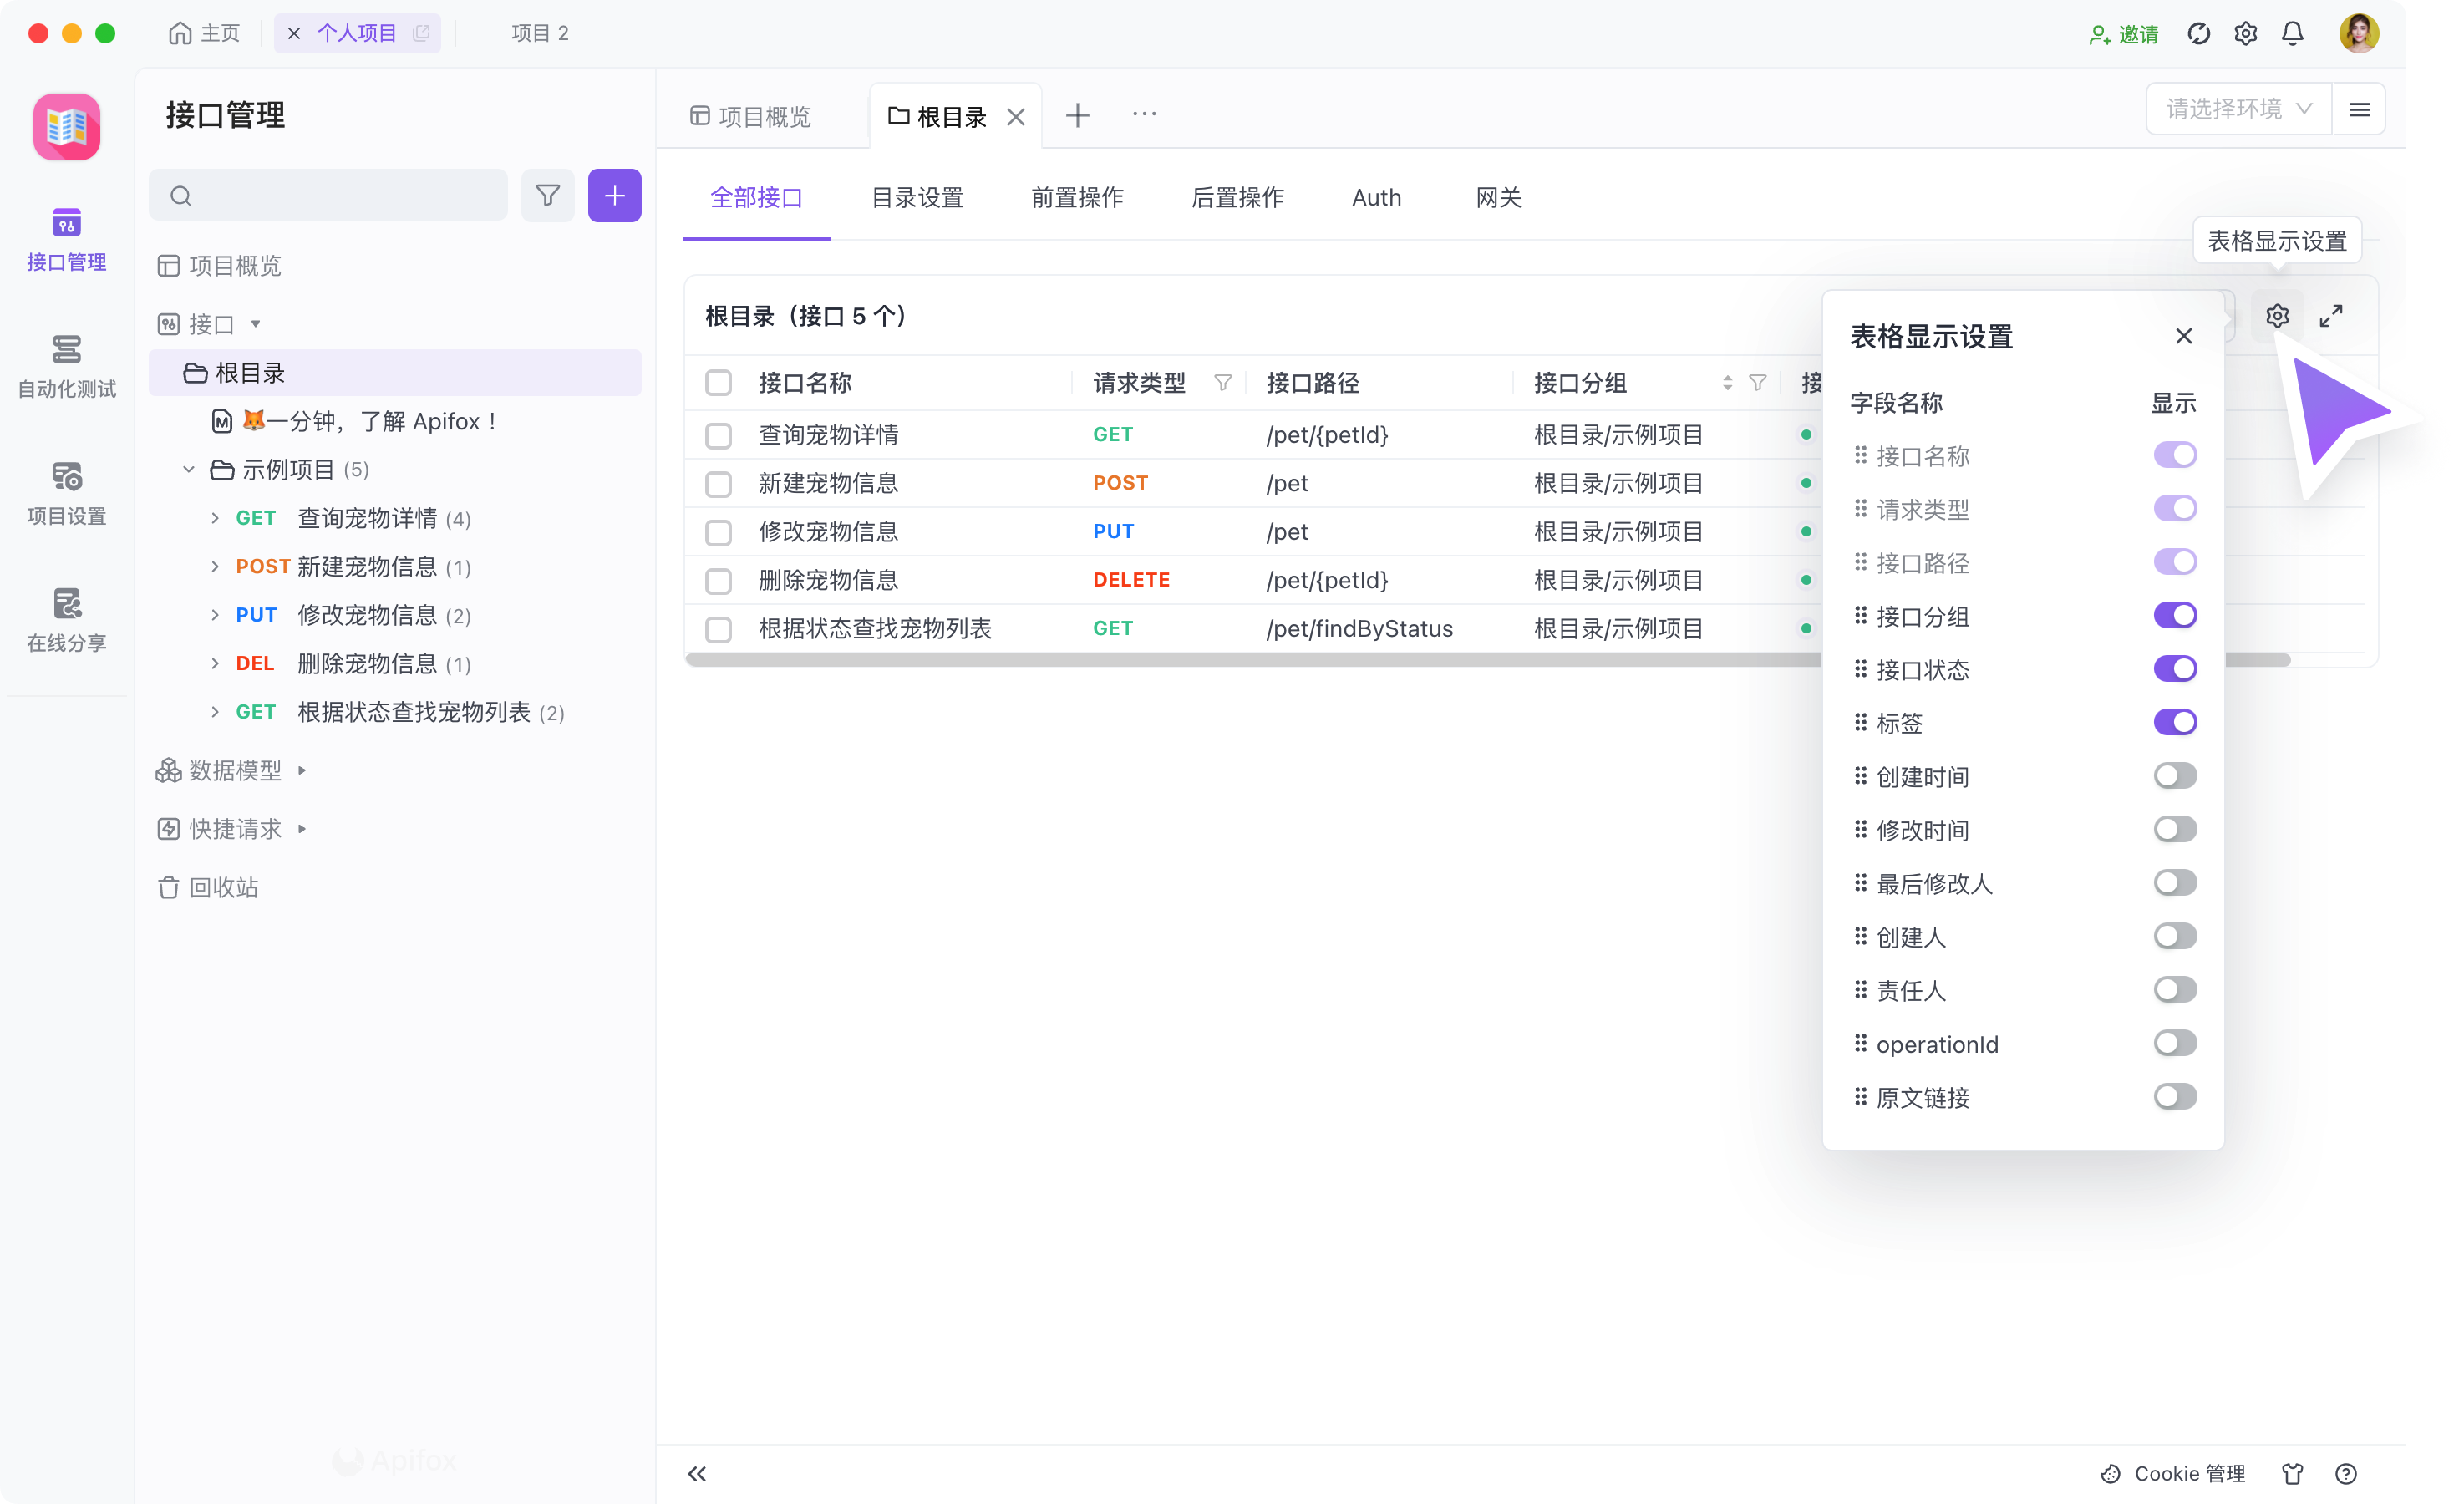 主页
个人项目
项目 2
邀请
接口管理
自动化测试
项目设置
在线分享
接口管理
项目概览
接口
根目录
M 🦊一分钟，了解 Apifox！
示例项目 (5)
GET 查询宠物详情 (4)
POST 新建宠物信息 (1)
PUT 修改宠物信息 (2)
DEL 删除宠物信息 (1)
GET 根据状态查找宠物列表 (2)
数据模型
快捷请求
回收站
Apifox
项目概览
根目录
请选择环境
全部接口 目录设置 前置操作 后置操作 Auth 网关
表格显示设置
根目录（接口 5 个）
接口名称 请求类型 接口路径 接口分组 接
查询宠物详情 GET /pet/{petId} 根目录/示例项目
新建宠物信息 POST /pet 根目录/示例项目
修改宠物信息 PUT /pet 根目录/示例项目
删除宠物信息 DELETE /pet/{petId} 根目录/示例项目
根据状态查找宠物列表 GET /pet/findByStatus 根目录/示例项目
表格显示设置
字段名称 显示
接口名称
请求类型
接口路径
接口分组
接口状态
标签
创建时间
修改时间
最后修改人
创建人
责任人
operationId
原文链接
Cookie 管理